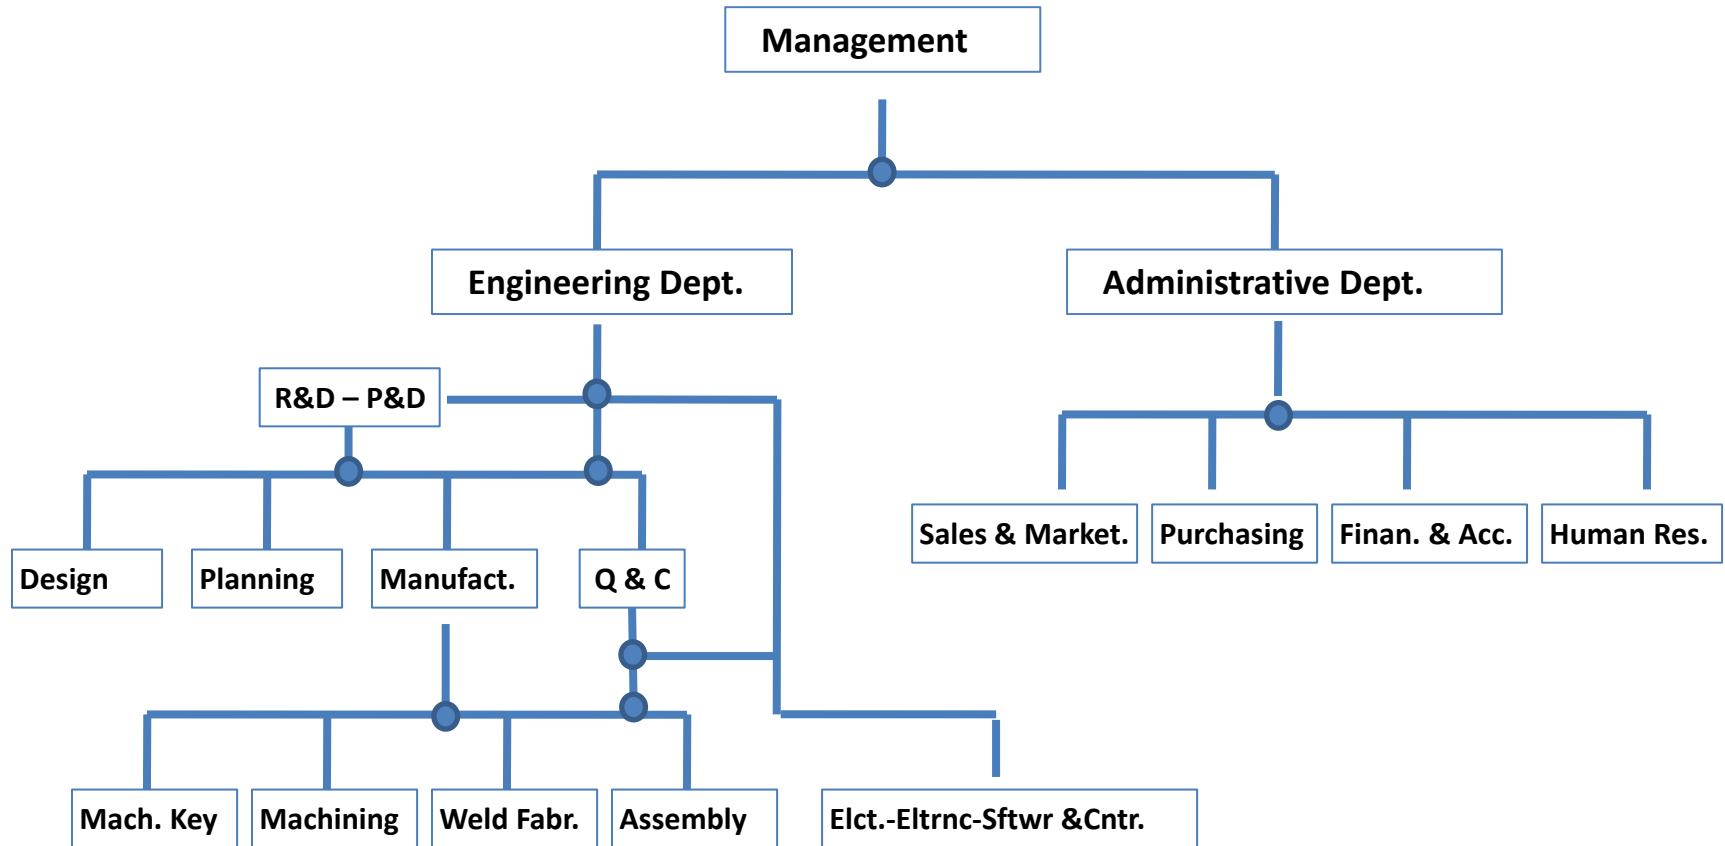 Management
Engineering Dept.
Administrative Dept.
R&D – P&D
Sales & Market.
Purchasing
Finan. & Acc.
Human Res.
Design
Planning
Manufact.
Q & C
Mach. Key
Machining
Weld Fabr.
Assembly
Elct.-Eltrnc-Sftwr &Cntr.